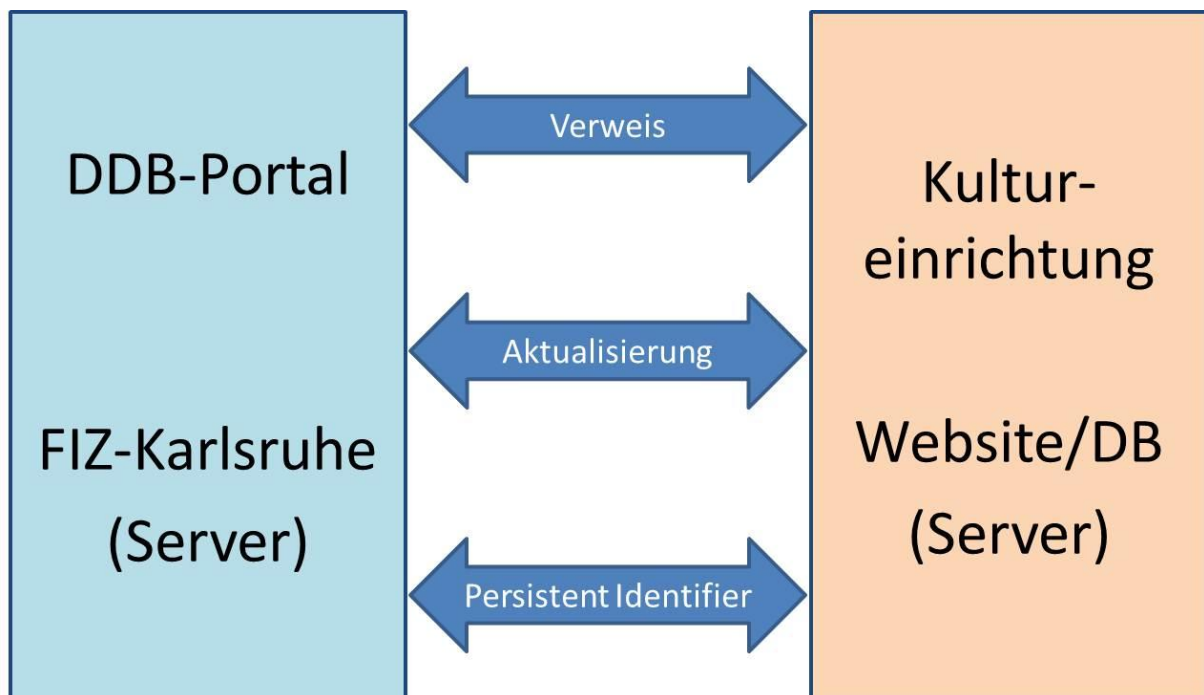 DDB-Portal
FIZ-Karlsruhe
(Server)
Verweis
Aktualisierung
Persistent Identifier
Kultur-
einrichtung
Website/DB
(Server)